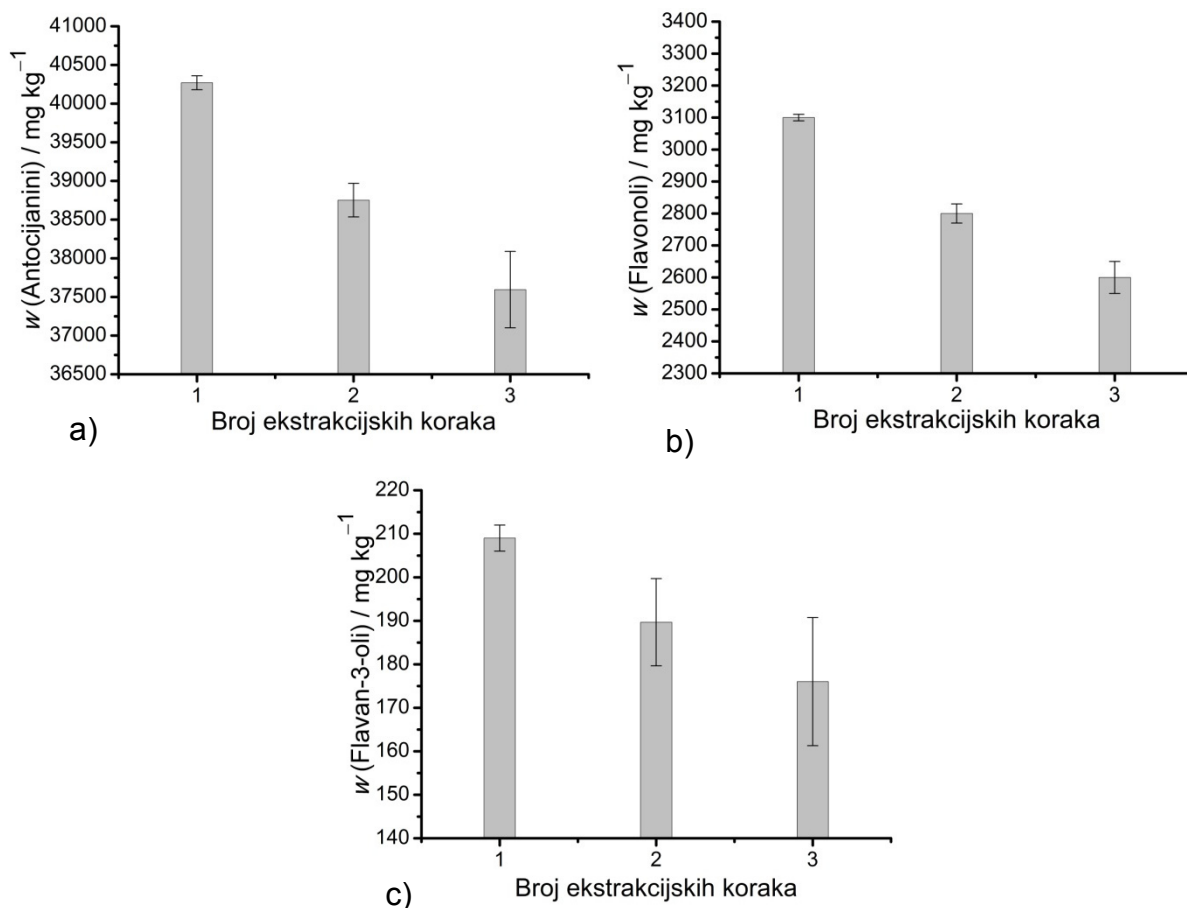 w (Antocijanini) / mg kg⁻¹
41000
40500
40000
39500
39000
38500
38000
37500
37000
36500
1 2 3
Broj ekstrakcijskih koraka
a)
w (Flavonoli) / mg kg⁻¹
3400
3300
3200
3100
3000
2900
2800
2700
2600
2500
2400
2300
1 2 3
Broj ekstrakcijskih koraka
b)
w (Flavan-3-oli) / mg kg⁻¹
220
210
200
190
180
170
160
150
140
1 2 3
Broj ekstrakcijskih koraka
c)